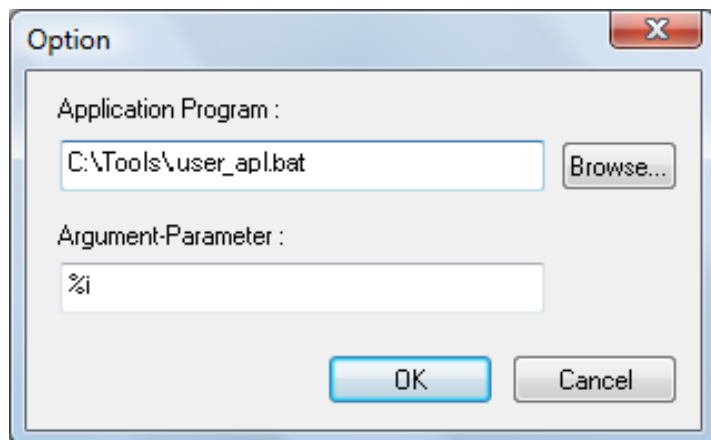 Option
Application Program :
C:\Tools\user_apl.bat
Browse...
Argument-Parameter :
%i
OK
Cancel